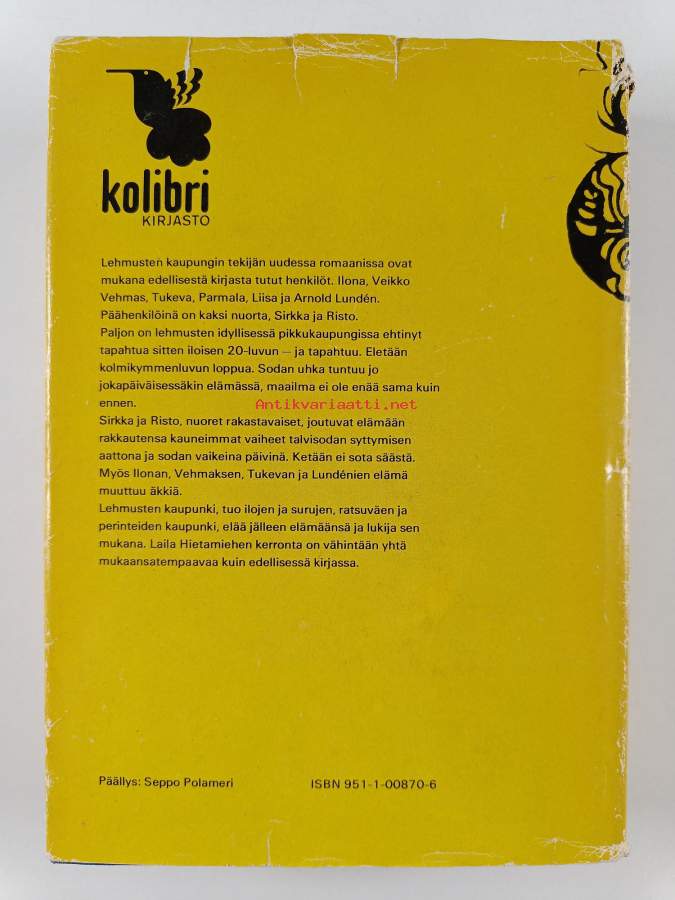 kolibri
KIRJASTO
Lehmusten kaupungin tekijän uudessa romaanissa ovat
mukana edellisestä kirjasta tutut henkilöt. Ilona, Veikko
Vehmas, Tukeva, Parmala, Liisa ja Arnold Lundén.
Päähenkilöinä on kaksi nuorta, Sirkka ja Risto.
Paljon on lehmusten idyllisessä pikkukaupungissa ehtinyt
tapahtua sitten iloisen 20-luvun — ja tapahtuu. Eletään
kolmikymmenluvun loppua. Sodan uhka tuntuu jo
jokapäiväisessäkin elämässä, maailma ei ole enää sama kuin
ennen.
Antikvariaatti.net
Sirkka ja Risto, nuoret rakastavaiset, joutuvat elämään
rakkautensa kauneimmat vaiheet talvisodan syttymisen
aattona ja sodan vaikeina päivinä. Ketään ei sota säästä.
Myös Ilonan, Vehmaksen, Tukevan ja Lundénien elämä
muuttuu äkkiä.
Lehmusten kaupunki, tuo ilojen ja surujen, ratsuväen ja
perinteiden kaupunki, elää jälleen elämäänsä ja lukija sen
mukana. Laila Hietamiehen kerronta on vähintään yhtä
mukaansatempaavaa kuin edellisessä kirjassa.
Päällys: Seppo Polameri
ISBN 951-1-00870-6